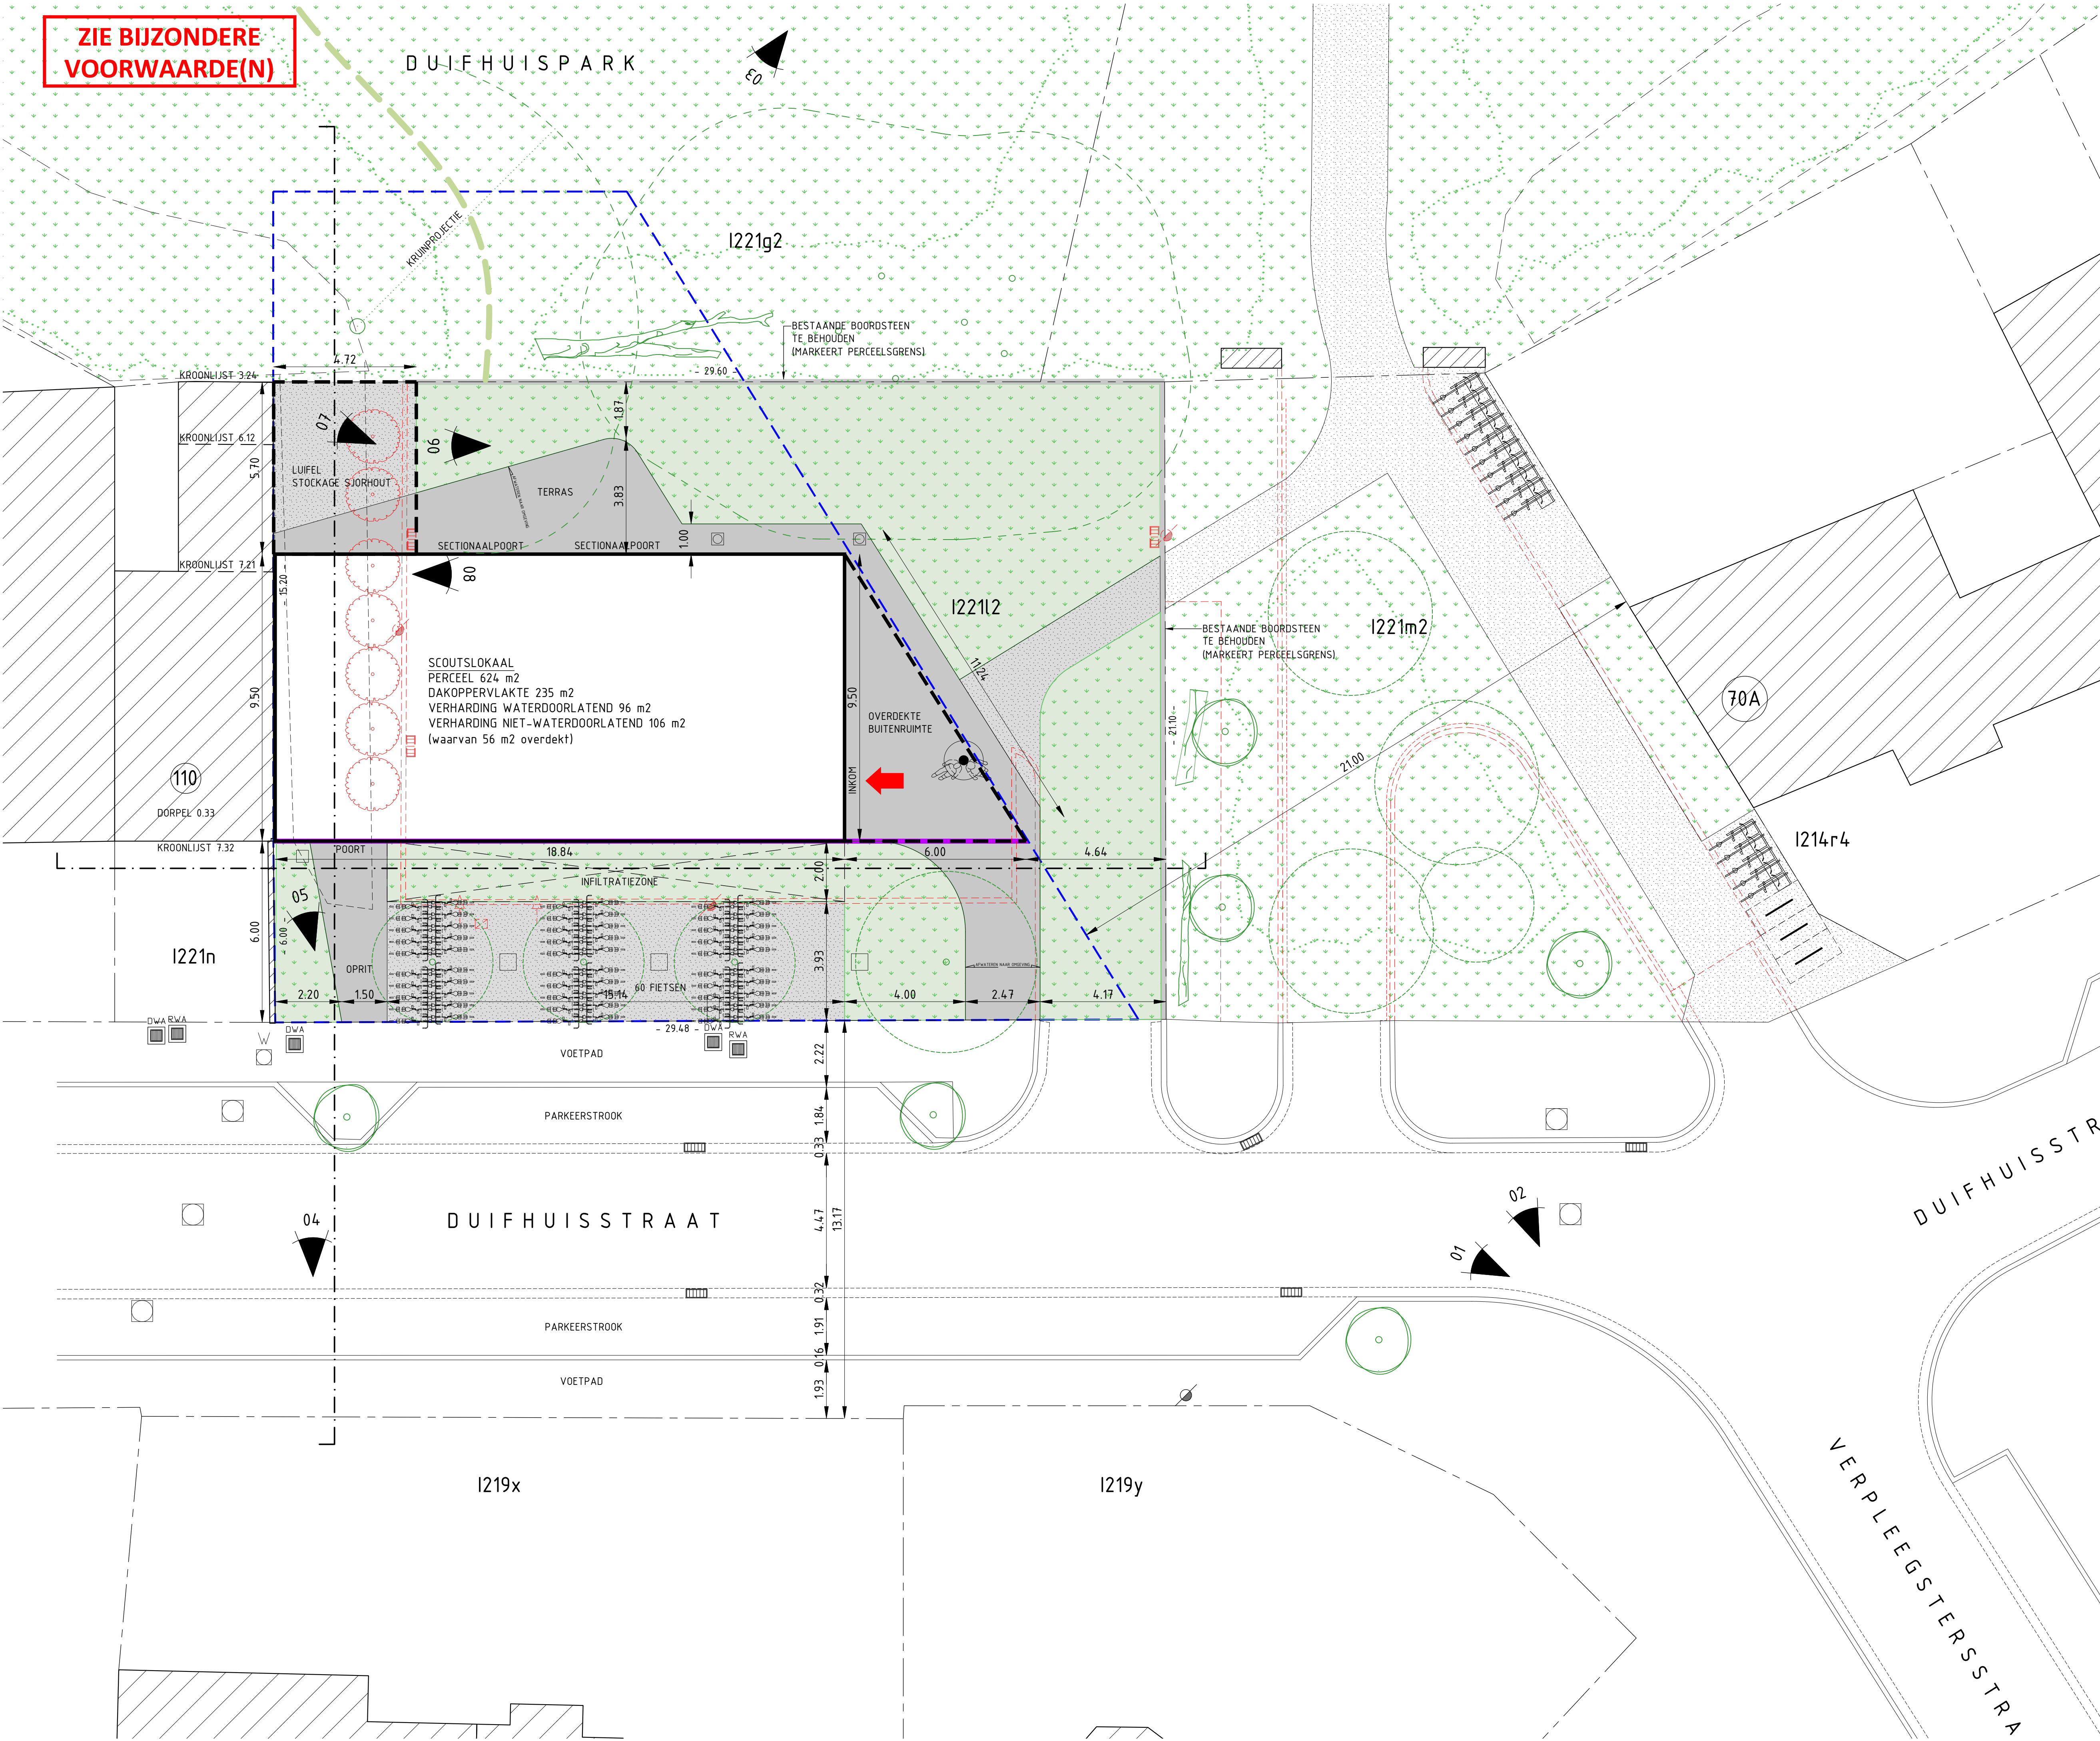 ZIE BIJZONDERE
VOORWAARDE(N)
DUIFHUISPARK
03
KRUINPROJECTIE
I221g2
BESTAANDE BOORDSTEEN
TE BEHOUDEN
(MARKEERT PERCEELSGRENS)
4.72
- 29.60 -
KROONLIJST 3.24
KROONLIJST 6.12
KROONLIJST 7.21
5.70
07
06
LUIFEL
STOCKAGE SJORHOUT
TERRAS
AFWATEREN NAAR OMGEVING
1.87
3.83
1.00
SECTIONAALPOORT
SECTIONAALPOORT
08
- 15.20 -
9.50
SCOUTSLOKAAL
PERCEEL 624 m2
DAKOPPERVLAKTE 235 m2
VERHARDING WATERDOORLATEND 96 m2
VERHARDING NIET-WATERDOORLATEND 106 m2
(waarvan 56 m2 overdekt)
9.50
OVERDEKTE
BUITENRUIMTE
INKOM
11.24
I221l2
BESTAANDE BOORDSTEEN
TE BEHOUDEN
(MARKEERT PERCEELSGRENS)
I221m2
- 21.10 -
21.00
70A
I214r4
110
DORPEL 0.33
KROONLIJST 7.32
POORT
18.84
6.00
4.64
INFILTRATIEZONE
2.00
05
6.00
- 6.00 -
I221n
OPRIT
3.93
AFWATEREN NAAR OMGEVING
60 FIETSEN
2.20
1.50
15.14
4.00
2.47
4.17
- 29.48 -
DWA
RWA
W
DWA
DWA
RWA
VOETPAD
2.22
PARKEERSTROOK
1.84
0.33
DUIFHUISSTRAAT
04
4.47
13.17
02
01
DUIFHUISSTR
0.32
PARKEERSTROOK
1.91
0.16
VOETPAD
1.93
I219x
I219y
VERPLEEGSTERSSTRA